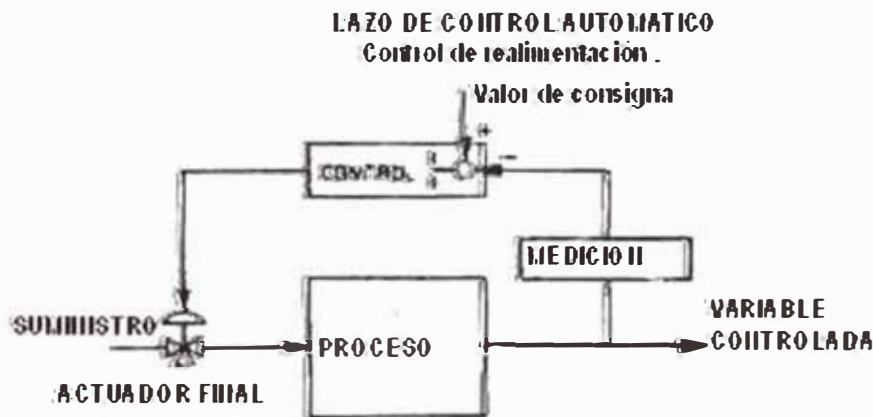 LAZO DE CONTROL AUTOMATICO
Control de realimentación.
Valor de consigna
+
CONTROL
-
MEDICION
SUMINISTRO
PROCESO
VARIABLE
CONTROLADA
ACTUADOR FINAL